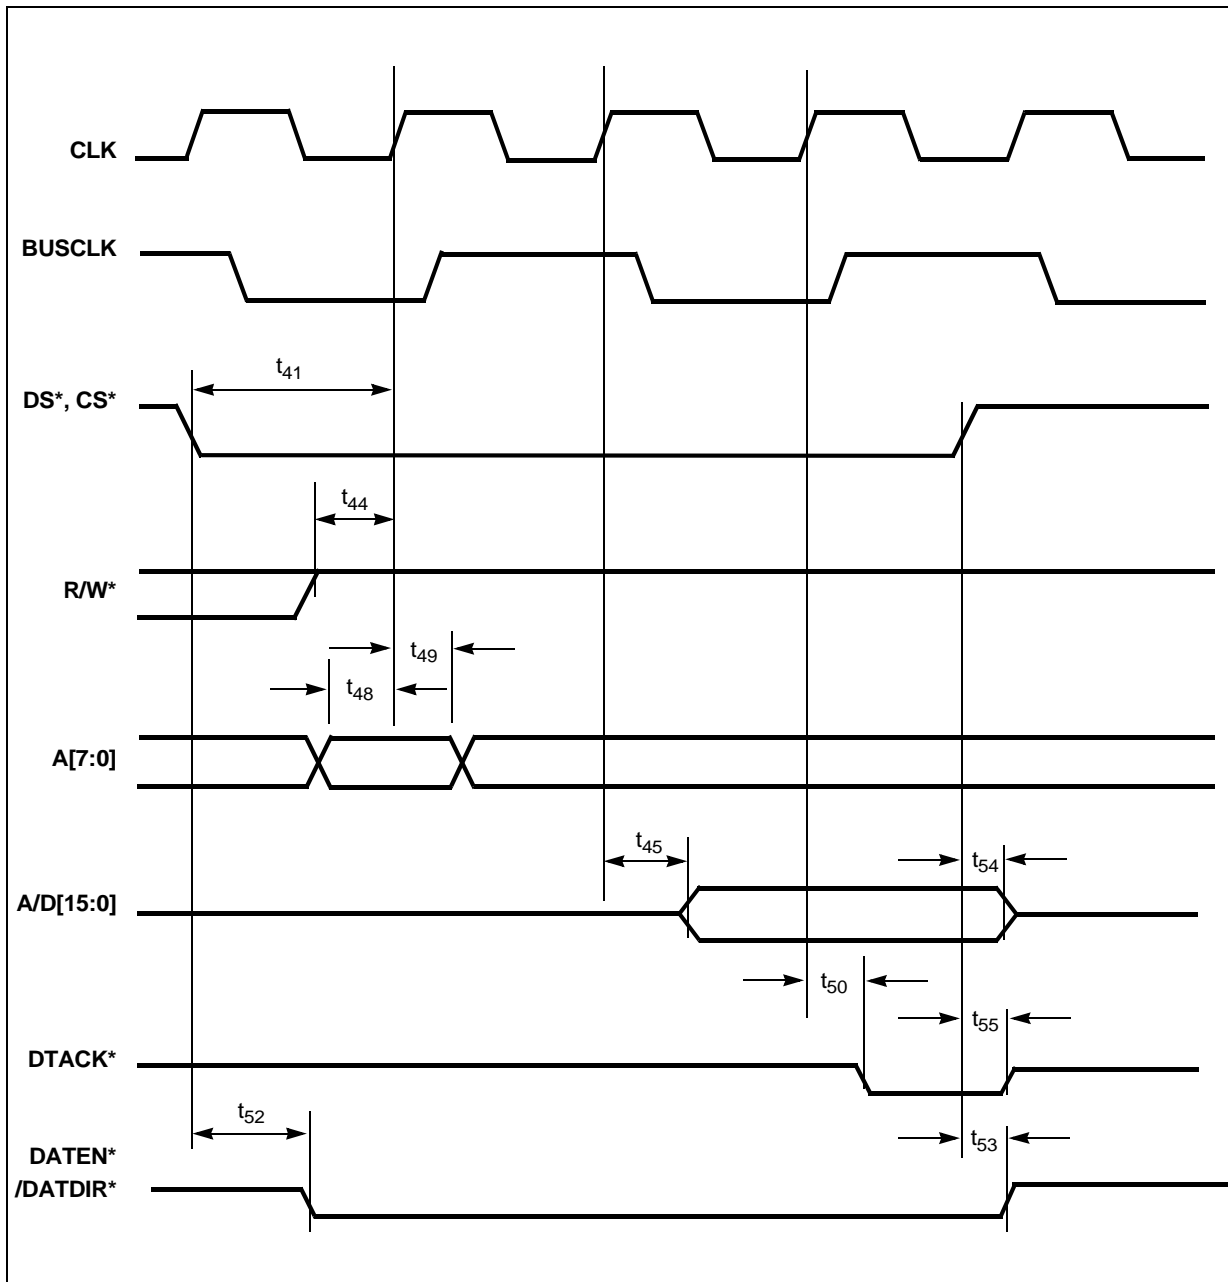 CLK
BUSCLK
t41
DS*, CS*
t44
R/W*
t49
t48
A[7:0]
t45
t54
A/D[15:0]
t50
t55
DTACK*
t52
t53
DATEN*
/DATDIR*